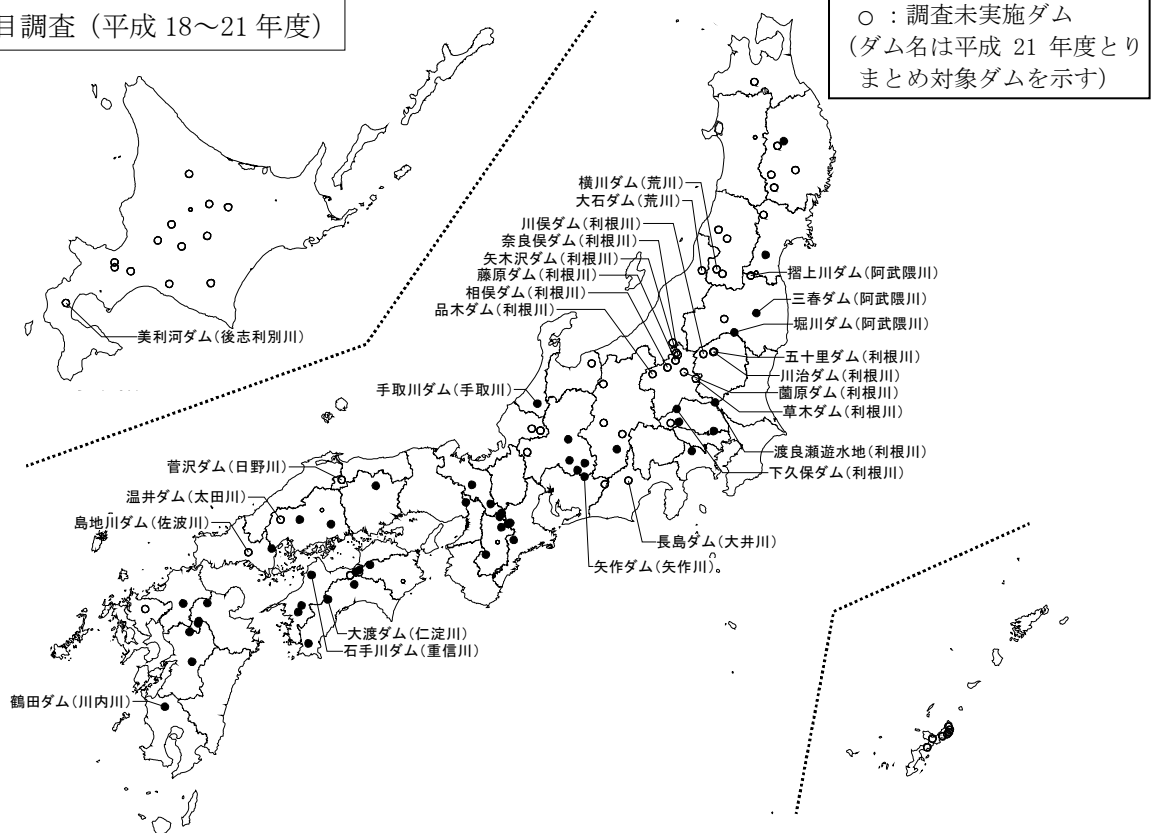 目調査(平成 18～21 年度)
○ : 調査未実施ダム
(ダム名は平成 21 年度とり
まとめ対象ダムを示す)
横川ダム(荒川)
大石ダム(荒川)
川俣ダム(利根川)
奈良俣ダム(利根川)
矢木沢ダム(利根川)
藤原ダム(利根川)
相俣ダム(利根川)
品木ダム(利根川)
摺上川ダム(阿武隈川)
三春ダム(阿武隈川)
堀川ダム(阿武隈川)
美利河ダム(後志利別川)
五十里ダム(利根川)
川治ダム(利根川)
薗原ダム(利根川)
草木ダム(利根川)
手取川ダム(手取川)
渡良瀬遊水地(利根川)
下久保ダム(利根川)
菅沢ダム(日野川)
温井ダム(太田川)
島地川ダム(佐波川)
長島ダム(大井川)
矢作ダム(矢作川)
大渡ダム(仁淀川)
石手川ダム(重信川)
鶴田ダム(川内川)